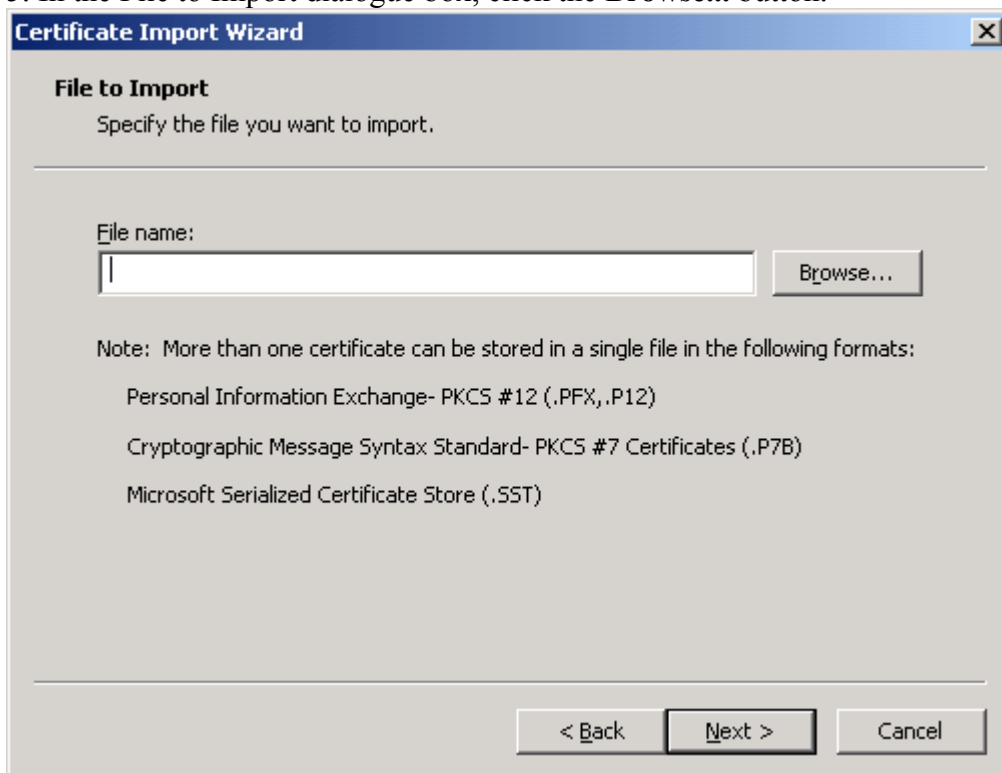 Certificate Import Wizard
File to Import
Specify the file you want to import.
File name:
Browse...
Note:  More than one certificate can be stored in a single file in the following formats:
Personal Information Exchange- PKCS #12 (.PFX,.P12)
Cryptographic Message Syntax Standard- PKCS #7 Certificates (.P7B)
Microsoft Serialized Certificate Store (.SST)
< Back
Next >
Cancel